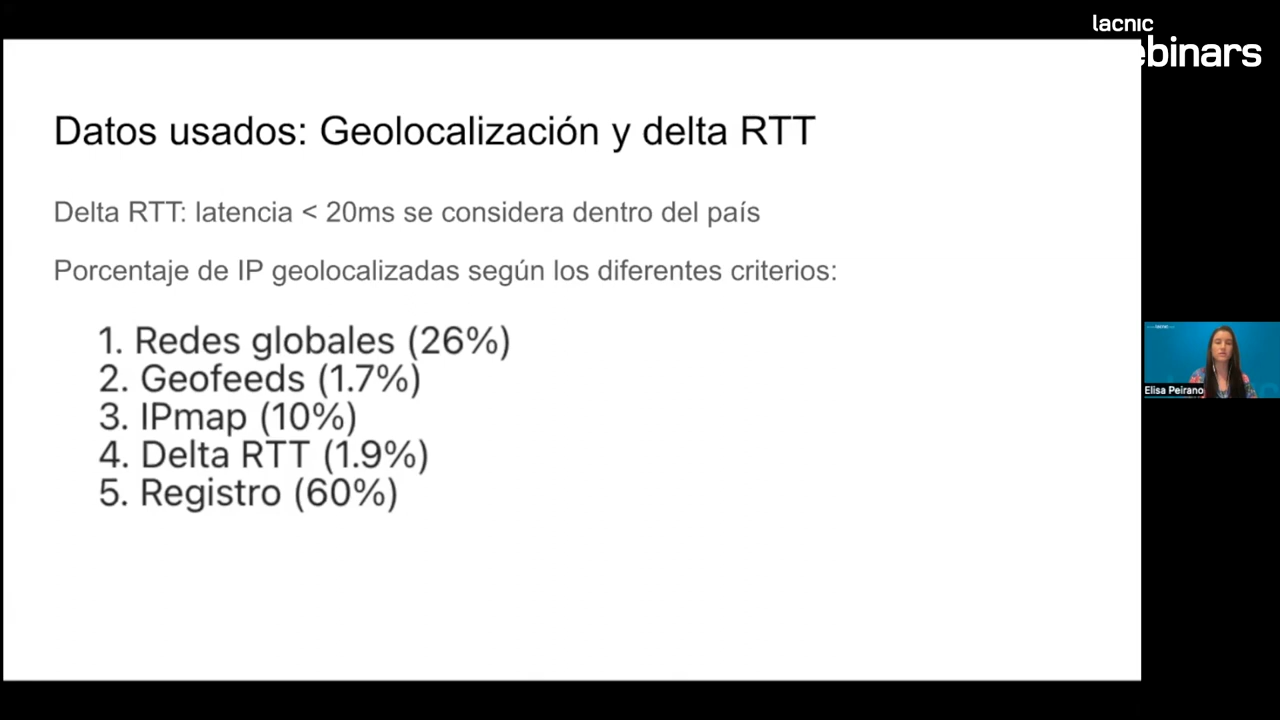 lacnic
ebinars
Datos usados: Geolocalización y delta RTT
Delta RTT: latencia < 20ms se considera dentro del país
Porcentaje de IP geolocalizadas según los diferentes criterios:
1. Redes globales (26%)
2. Geofeeds (1.7%)
3. IPmap (10%)
4. Delta RTT (1.9%)
5. Registro (60%)
lacnic
Elisa Peirano